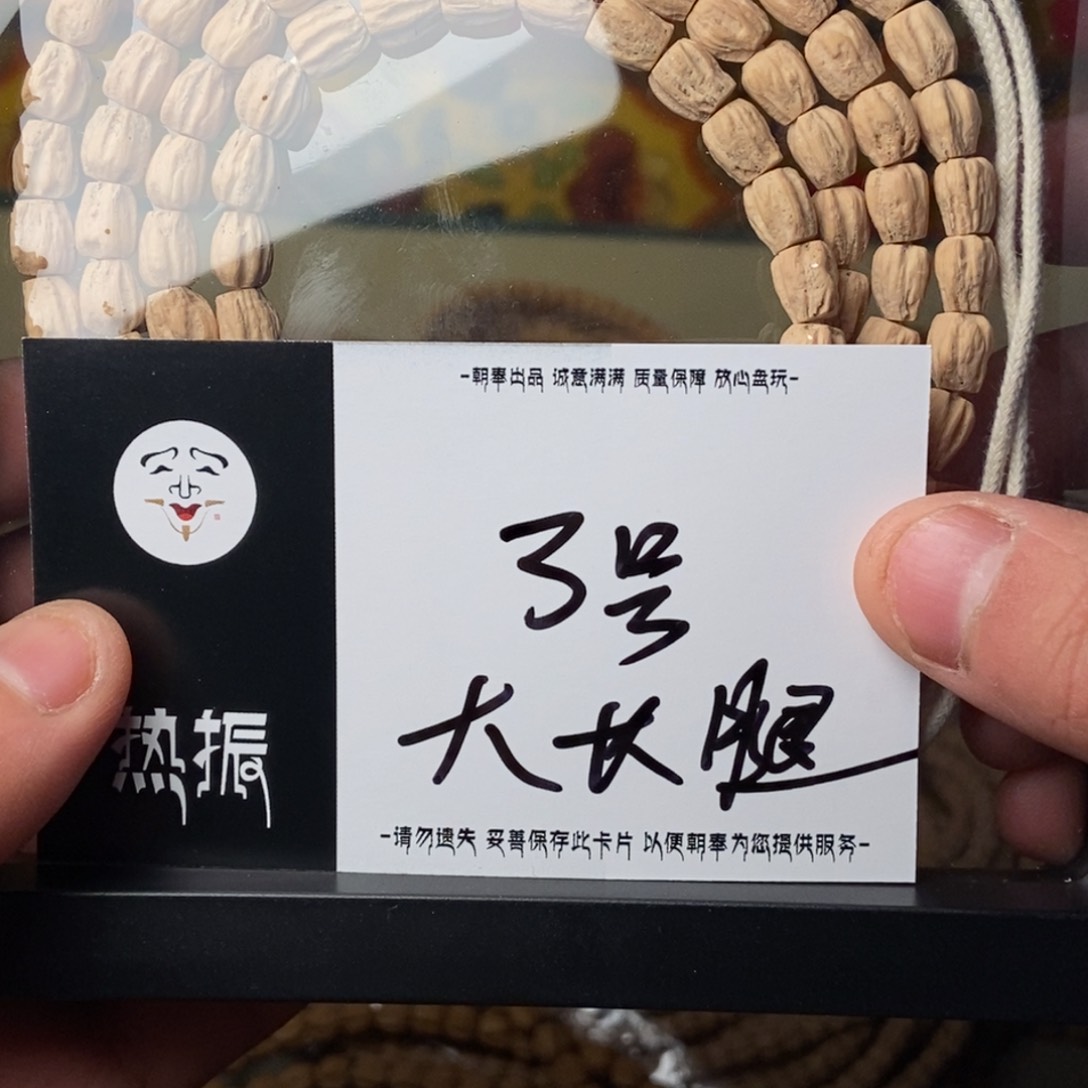 -朝奉出品 诚意满满 质量保障 放心盘玩-
3号
大长腿
热振
-请勿遗失 妥善保存此卡片 以便朝奉为您提供服务-